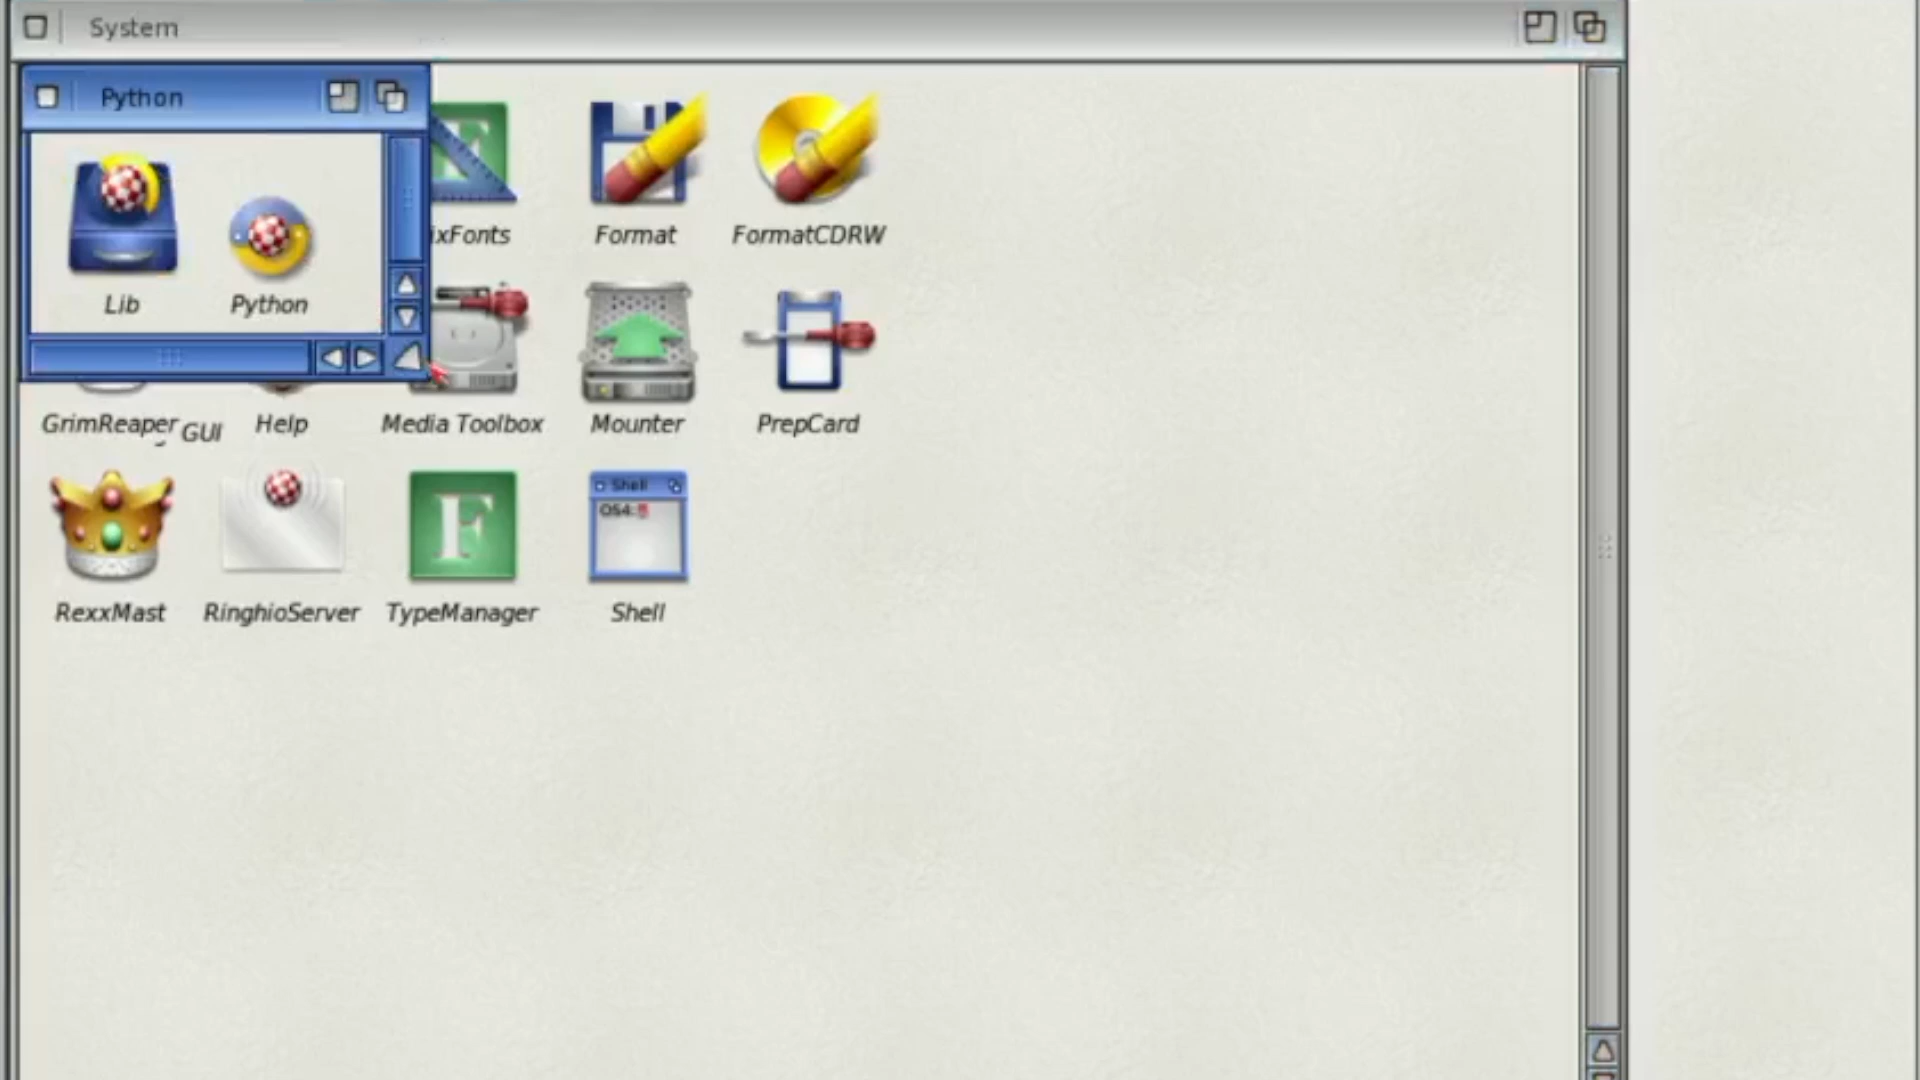 System
Python
Lib
Python
ixFonts
Format
FormatCDRW
GrimReaper
GUI
Help
Media Toolbox
Mounter
PrepCard
Shell
OS4:
F
RexxMast
RinghioServer
TypeManager
Shell